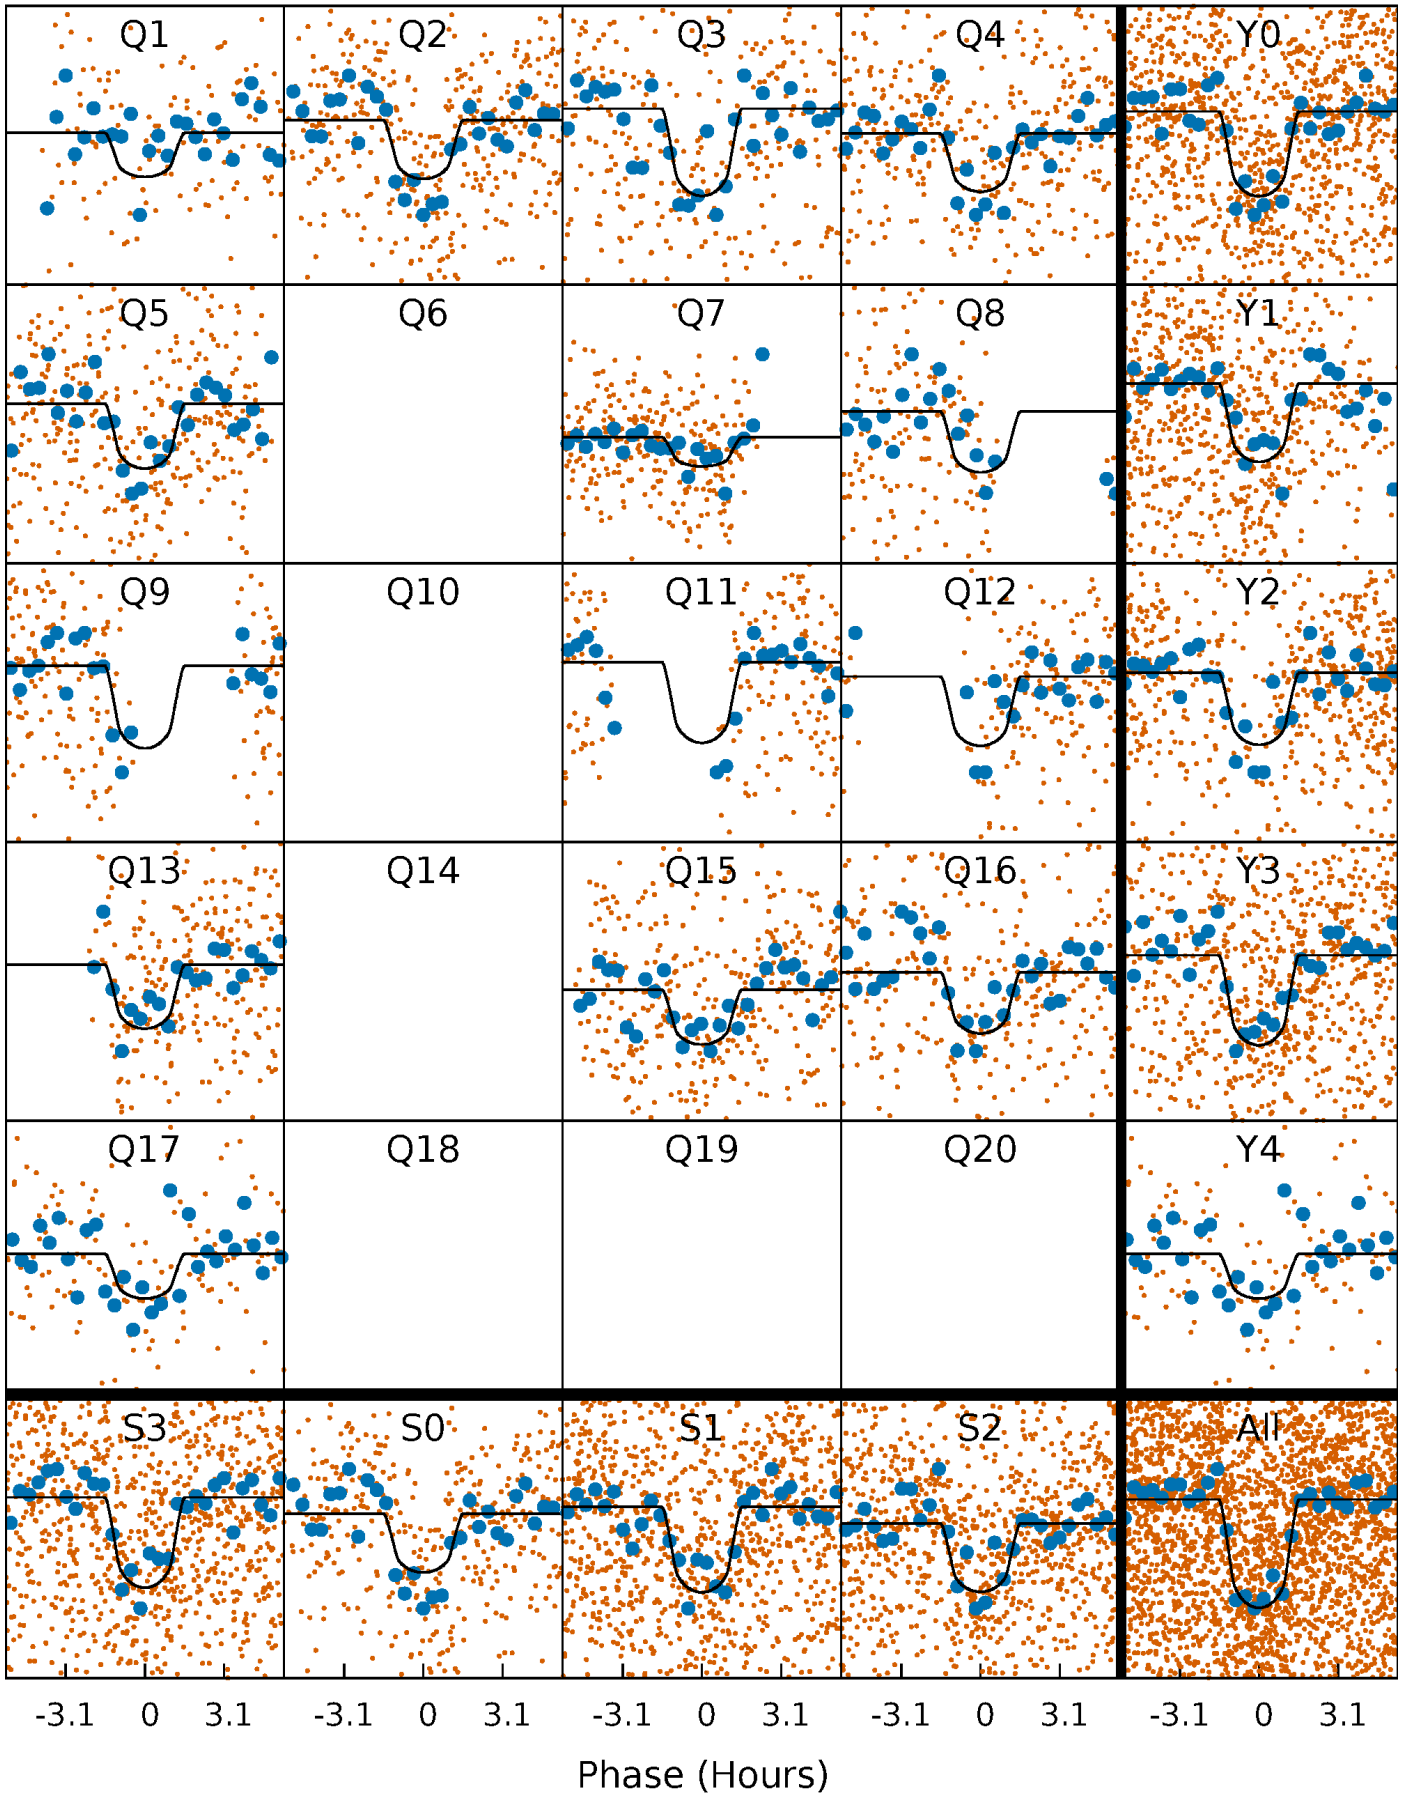 Q1 Q2 Q3 Q4 Y0
Q5 Q6 Q7 Q8 Y1
Q9 Q10 Q11 Q12 Y2
Q13 Q14 Q15 Q16 Y3
Q17 Q18 Q19 Q20 Y4
S3 S0 S1 S2 All
-3.1 0 3.1 -3.1 0 3.1 -3.1 0 3.1 -3.1 0 3.1 -3.1 0 3.1
Phase (Hours)